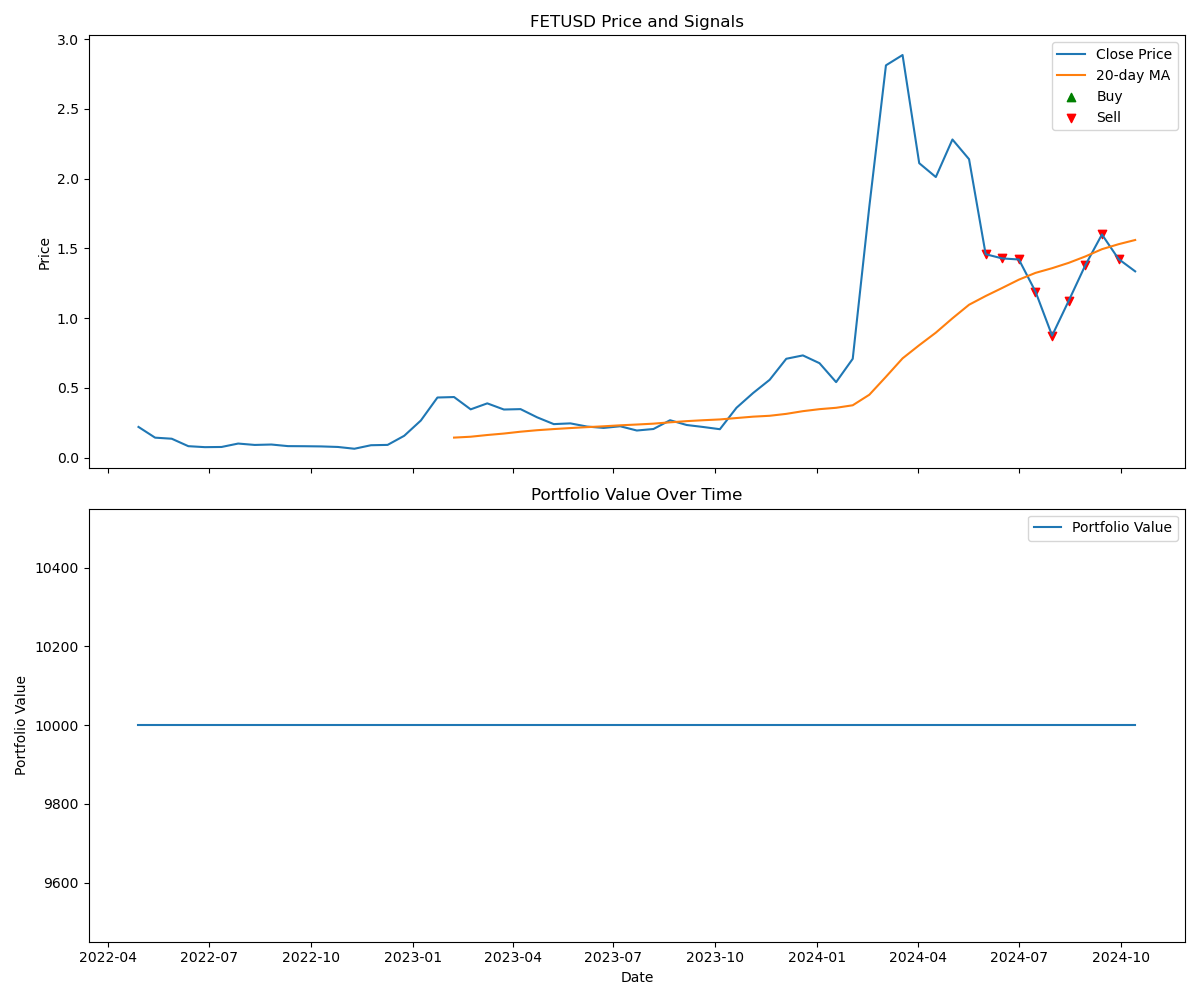 FETUSD Price and Signals
3.0
2.5
2.0
1.5
1.0
0.5
0.0
Price
Close Price
20-day MA
Buy
Sell
Portfolio Value Over Time
10400
10200
10000
9800
9600
Portfolio Value
Portfolio Value
2022-04 2022-07 2022-10 2023-01 2023-04 2023-07 2023-10 2024-01 2024-04 2024-07 2024-10
Date